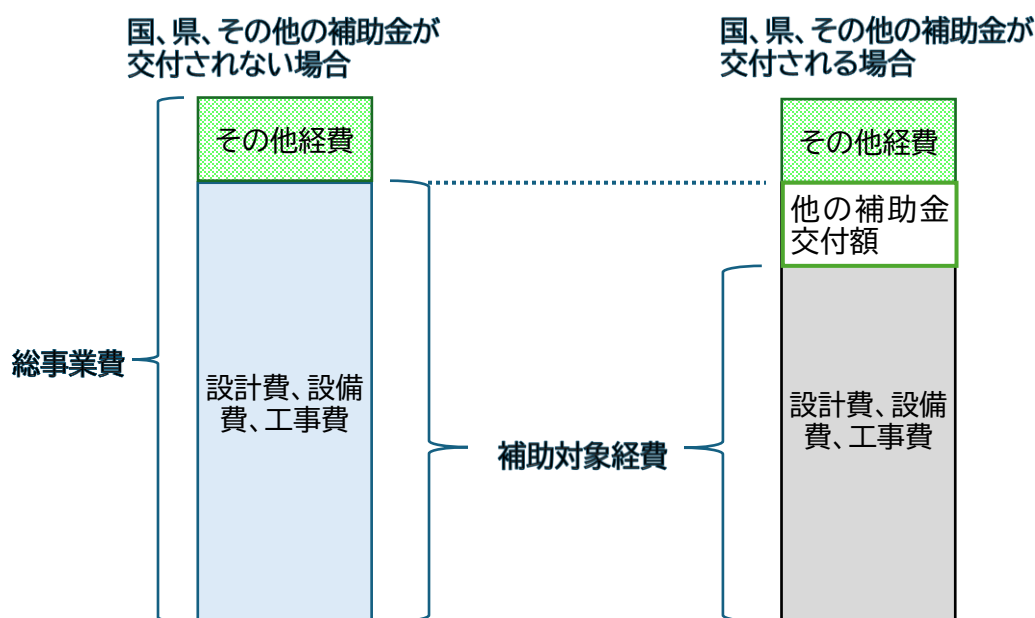 国、県、その他の補助金が
交付されない場合
国、県、その他の補助金が
交付される場合
その他経費
その他経費
他の補助金
交付額
総事業費
設計費、設備
費、工事費
設計費、設備
費、工事費
補助対象経費